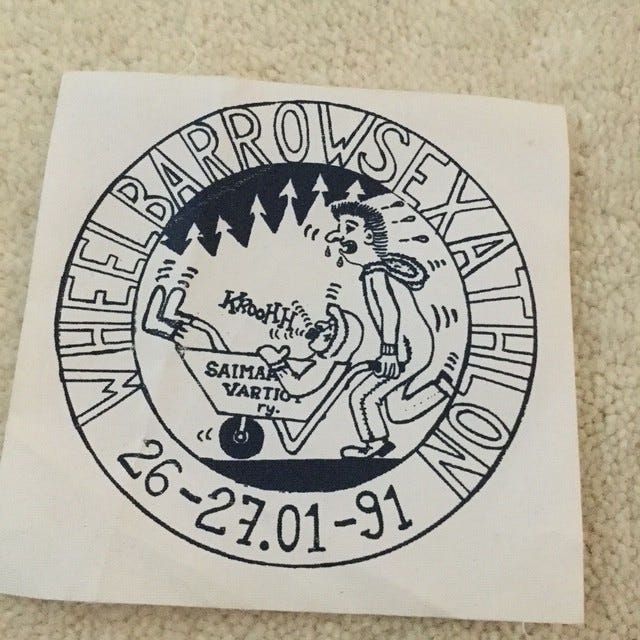 WHEELBARROWSEXATHLON
KROOHH
SAIMAA
VARTIO
ry.
26-27.01-91